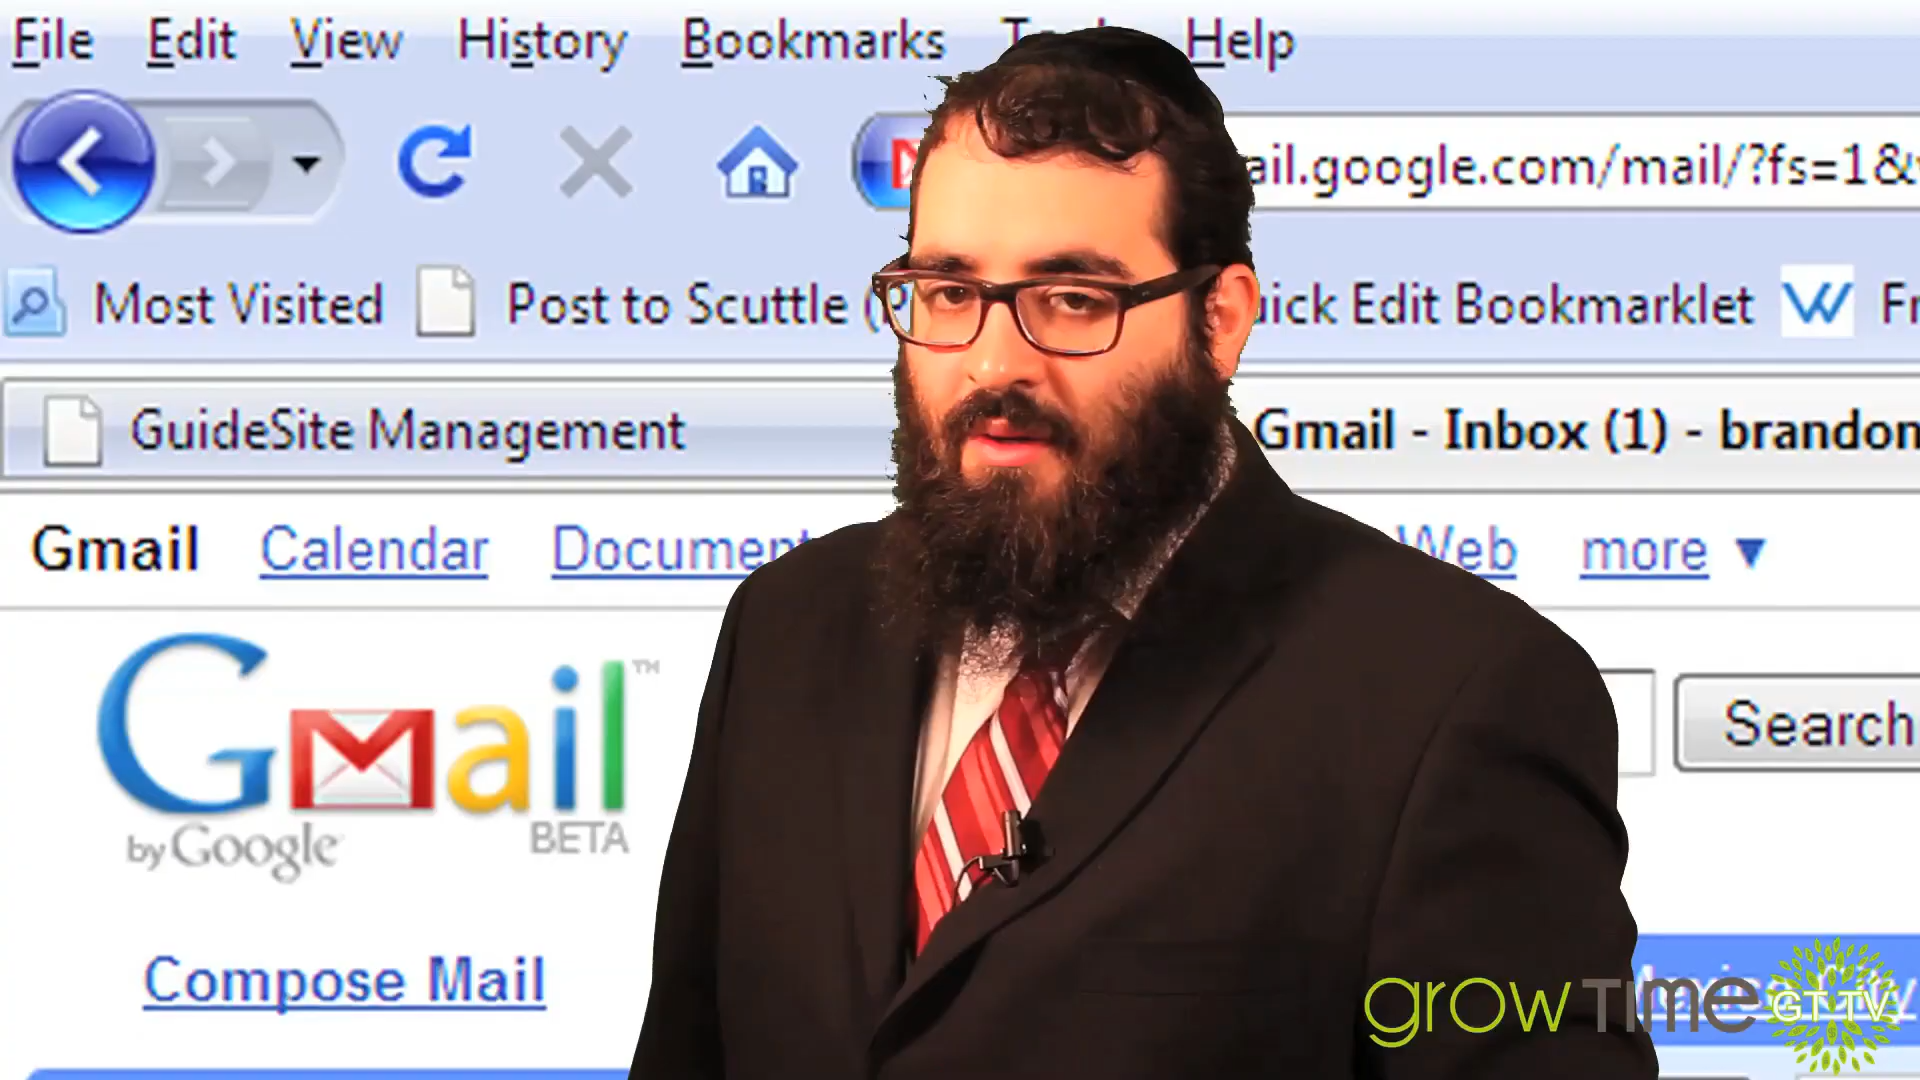 File Edit View History Bookmarks Help
ail.google.com/mail/?fs=1&
Most Visited Post to Scuttle Edit Bookmarklet
GuideSite Management Gmail - Inbox (1) - brandon
Gmail Calendar Document Web more ▼
Gmail™
by Google BETA
Search
Compose Mail
growTime GT TV